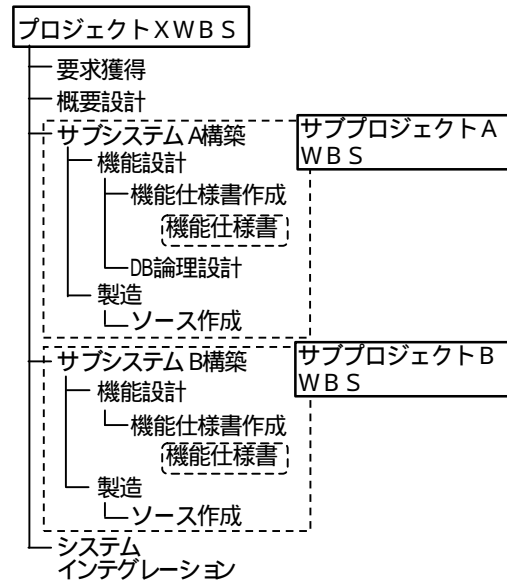 プロジェクトXWBS
要求獲得
概要設計
サブシステムA構築
サブプロジェクトA
WBS
機能設計
機能仕様書作成
機能仕様書
DB論理設計
製造
ソース作成
サブシステムB構築
サブプロジェクトB
WBS
機能設計
機能仕様書作成
機能仕様書
製造
ソース作成
システム
インテグレーション